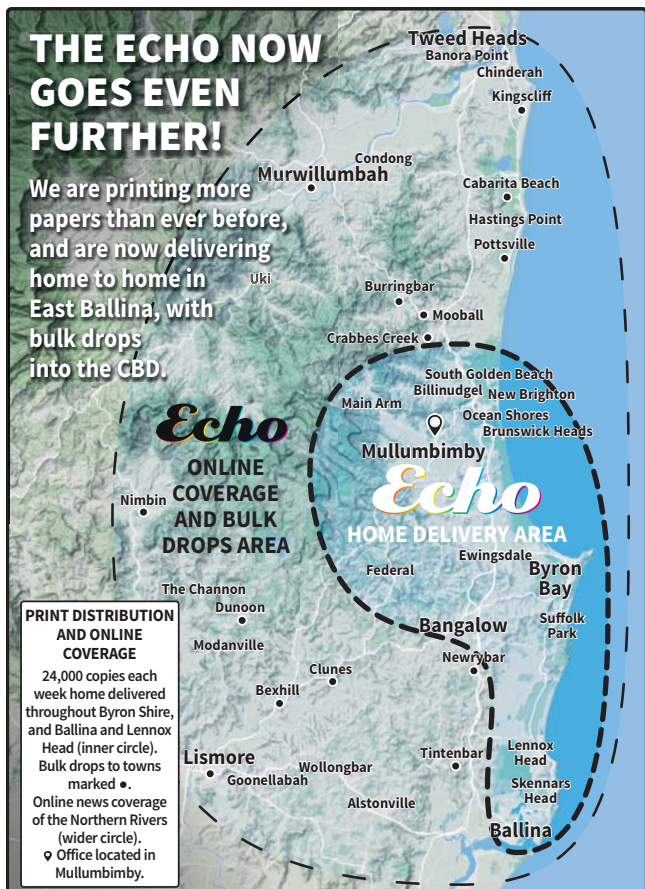 THE ECHO NOW
GOES EVEN
FURTHER!
We are printing more
papers than ever before,
and are now delivering
home to home in
East Ballina, with
bulk drops
into the CBD.
Tweed Heads
Banora Point
Chinderah
Kingscliff
Condong
Murwillumbah
Cabarita Beach
Hastings Point
Pottsville
Uki
Burringbar
Mooball
Crabbes Creek
South Golden Beach
Billinudgel
New Brighton
Main Arm
Ocean Shores
Brunswick Heads
Mullumbimby
Echo
ONLINE
COVERAGE
AND BULK
DROPS AREA
Echo
HOME DELIVERY AREA
Nimbin
Ewingsdale
Federal
Byron
Bay
The Channon
Dunoon
Suffolk
Park
Bangalow
Modanville
Newrybar
Clunes
Bexhill
Lismore
Goonellabah
Wollongbar
Tintenbar
Lennox
Head
Skennars
Head
Alstonville
Ballina
PRINT DISTRIBUTION
AND ONLINE
COVERAGE
24,000 copies each
week home delivered
throughout Byron Shire,
and Ballina and Lennox
Head (inner circle).
Bulk drops to towns
marked ●.
Online news coverage
of the Northern Rivers
(wider circle).
Office located in
Mullumbimby.